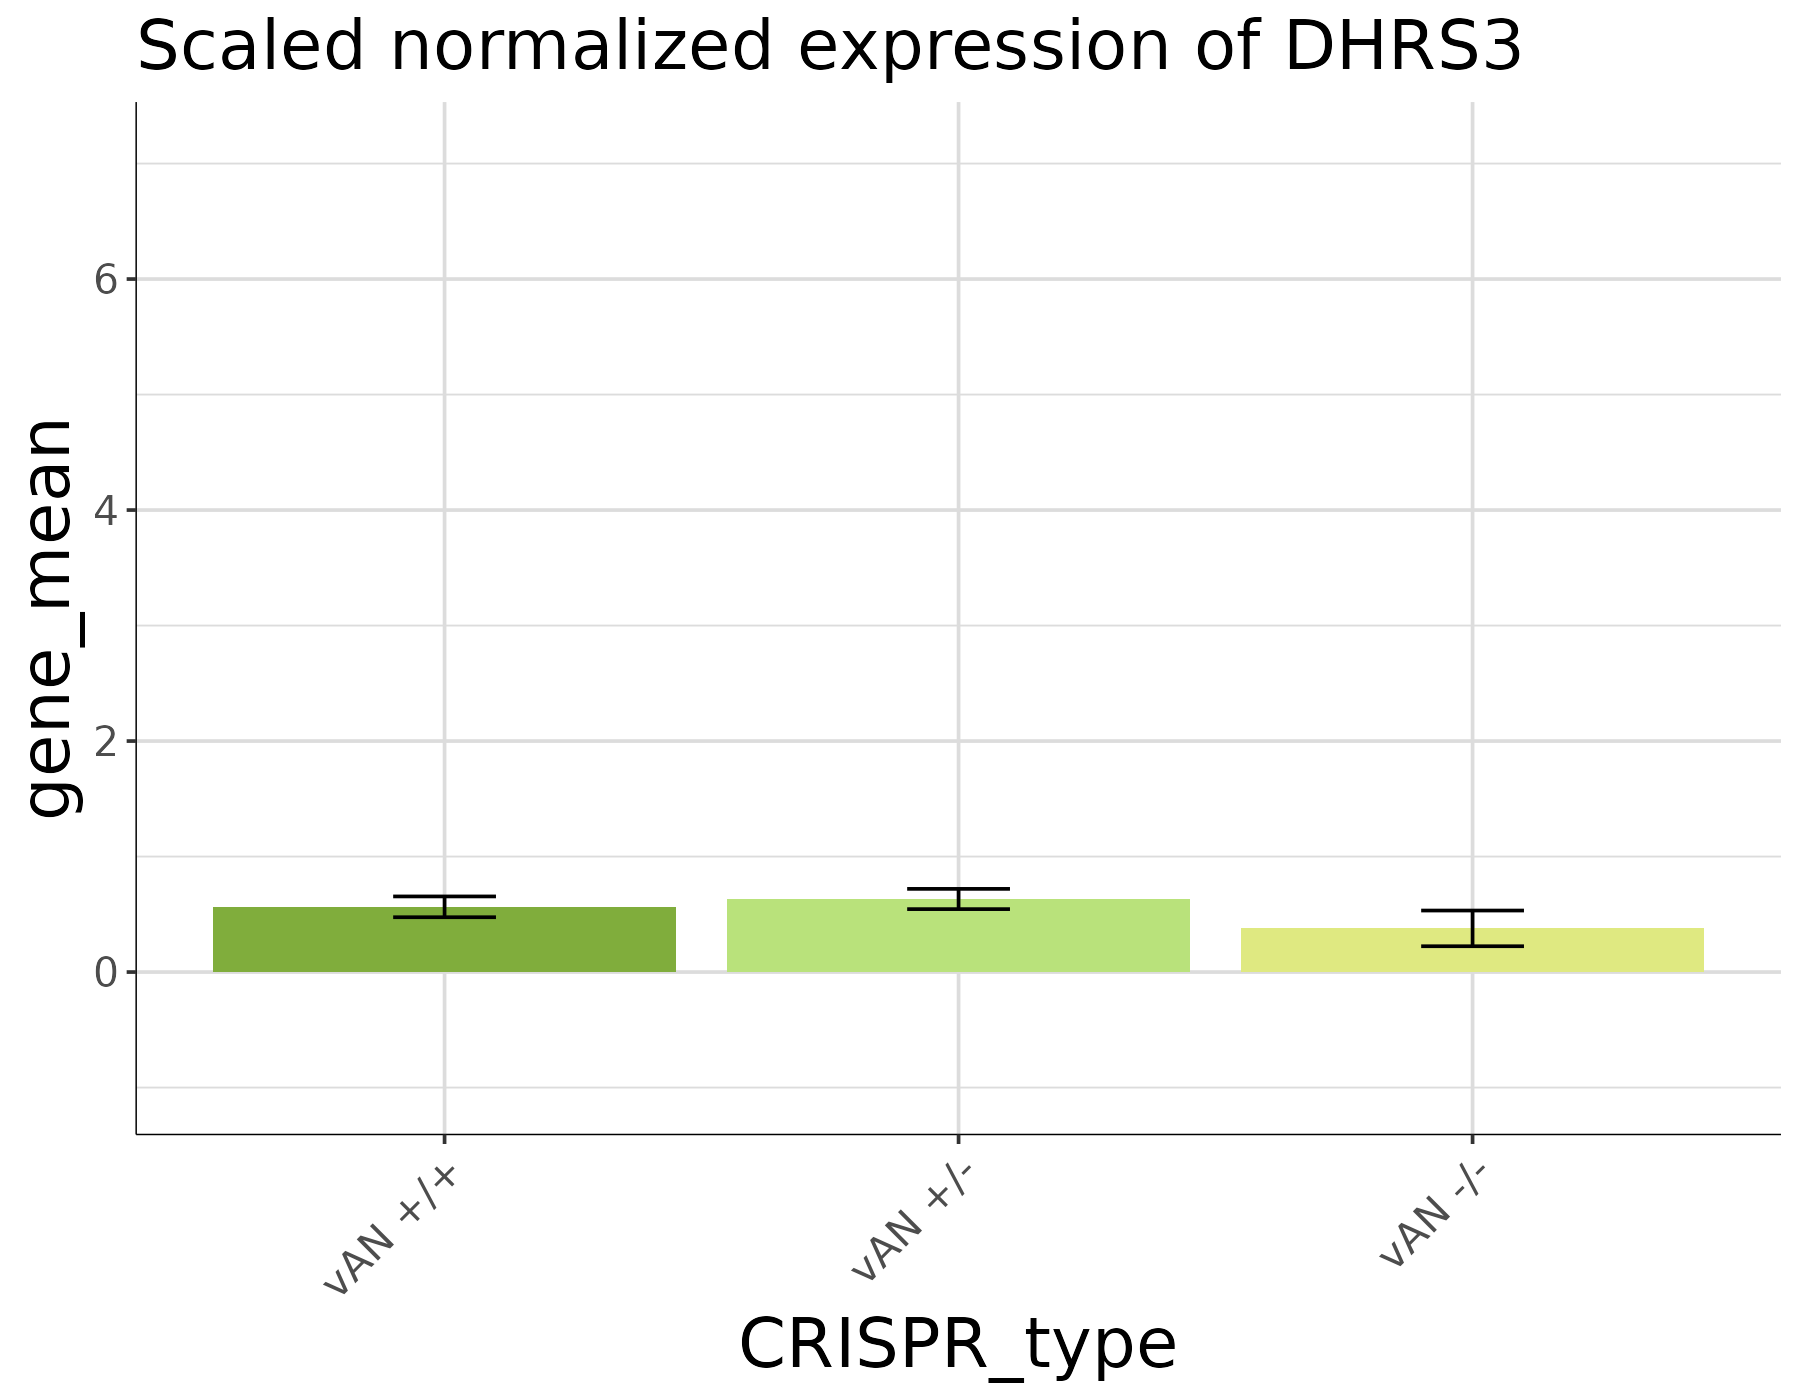 Scaled normalized expression of DHRS3
gene_mean
6
4
2
0
vAN +/+
vAN +/-
vAN -/-
CRISPR_type